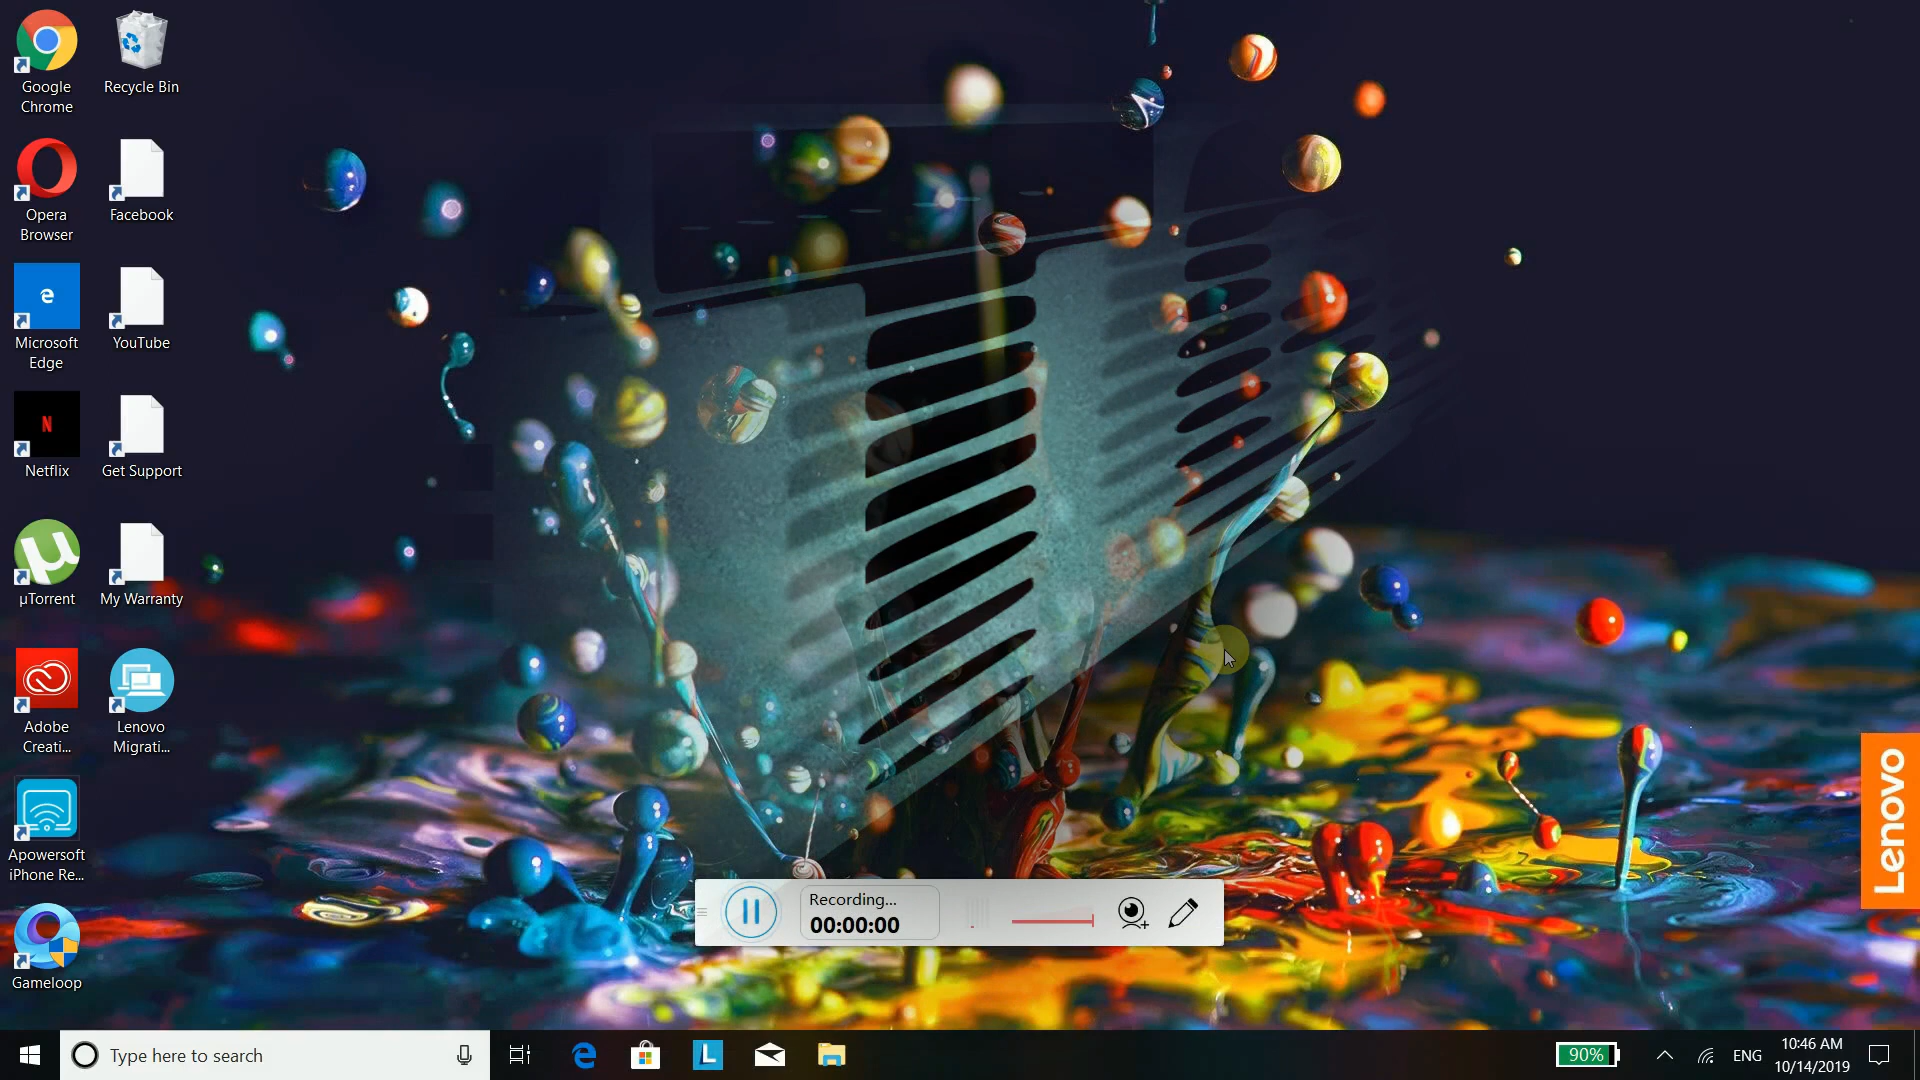 Google
Chrome
Recycle Bin
Opera
Browser
Facebook
Microsoft
Edge
YouTube
N
Netflix
Get Support
µ
µTorrent
My Warranty
Adobe
Creati...
Lenovo
Migrati...
Apowersoft
iPhone Re...
Gameloop
Lenovo
Recording...
00:00:00
Type here to search
L
90%
ENG
10:46 AM
10/14/2019